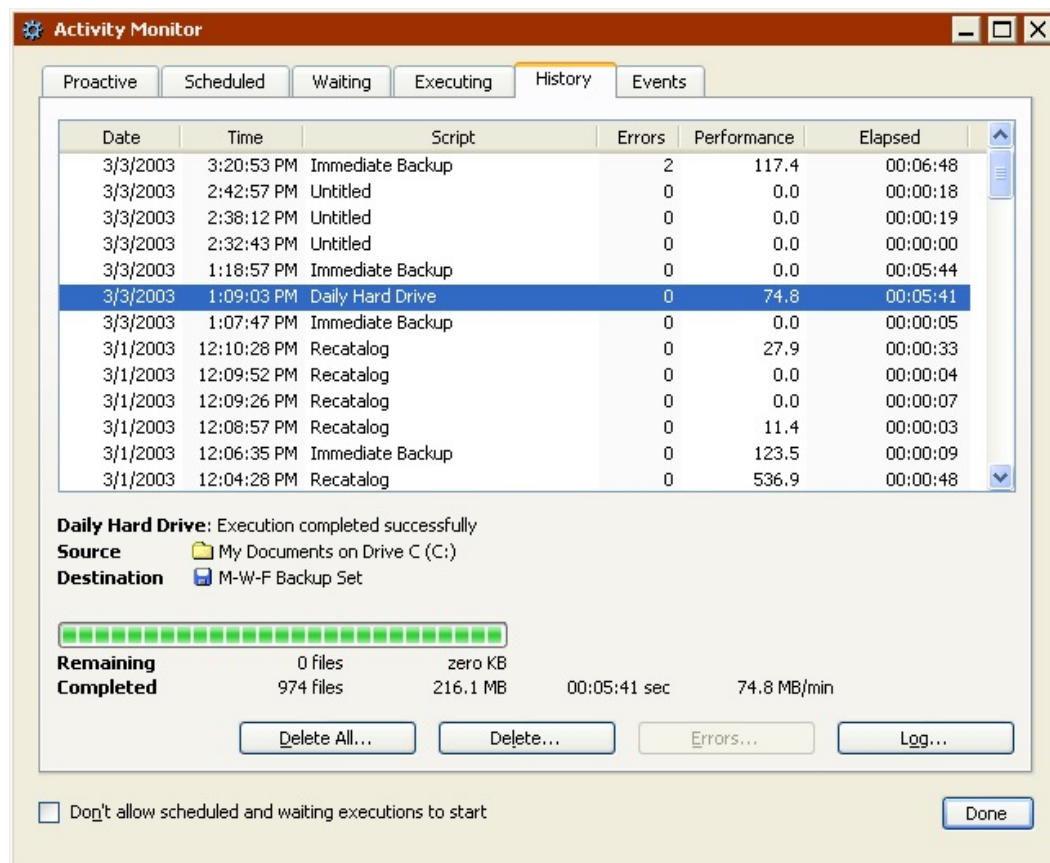 Activity Monitor
Proactive Scheduled Waiting Executing History Events
Date Time Script Errors Performance Elapsed
3/3/2003 3:20:53 PM Immediate Backup 2 117.4 00:06:48
3/3/2003 2:42:57 PM Untitled 0 0.0 00:00:18
3/3/2003 2:38:12 PM Untitled 0 0.0 00:00:19
3/3/2003 2:32:43 PM Untitled 0 0.0 00:00:00
3/3/2003 1:18:57 PM Immediate Backup 0 0.0 00:05:44
3/3/2003 1:09:03 PM Daily Hard Drive 0 74.8 00:05:41
3/3/2003 1:07:47 PM Immediate Backup 0 0.0 00:00:05
3/1/2003 12:10:28 PM Recatalog 0 27.9 00:00:33
3/1/2003 12:09:52 PM Recatalog 0 0.0 00:00:04
3/1/2003 12:09:26 PM Recatalog 0 0.0 00:00:07
3/1/2003 12:08:57 PM Recatalog 0 11.4 00:00:03
3/1/2003 12:06:35 PM Immediate Backup 0 123.5 00:00:09
3/1/2003 12:04:28 PM Recatalog 0 536.9 00:00:48
Daily Hard Drive: Execution completed successfully
Source My Documents on Drive C (C:)
Destination M-W-F Backup Set
Remaining 0 files zero KB
Completed 974 files 216.1 MB 00:05:41 sec 74.8 MB/min
Delete All... Delete... Errors... Log...
Don't allow scheduled and waiting executions to start Done